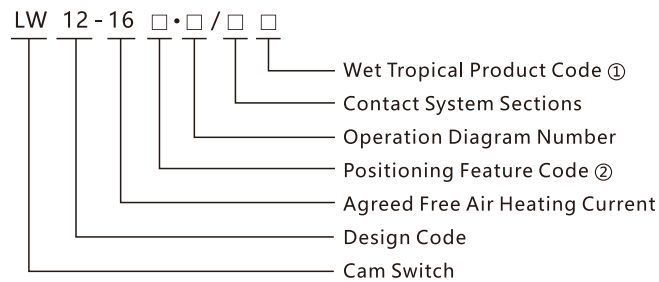 LW 12-16 □·□/□ □
Wet Tropical Product Code ①
Contact System Sections
Operation Diagram Number
Positioning Feature Code ②
Agreed Free Air Heating Current
Design Code
Cam Switch